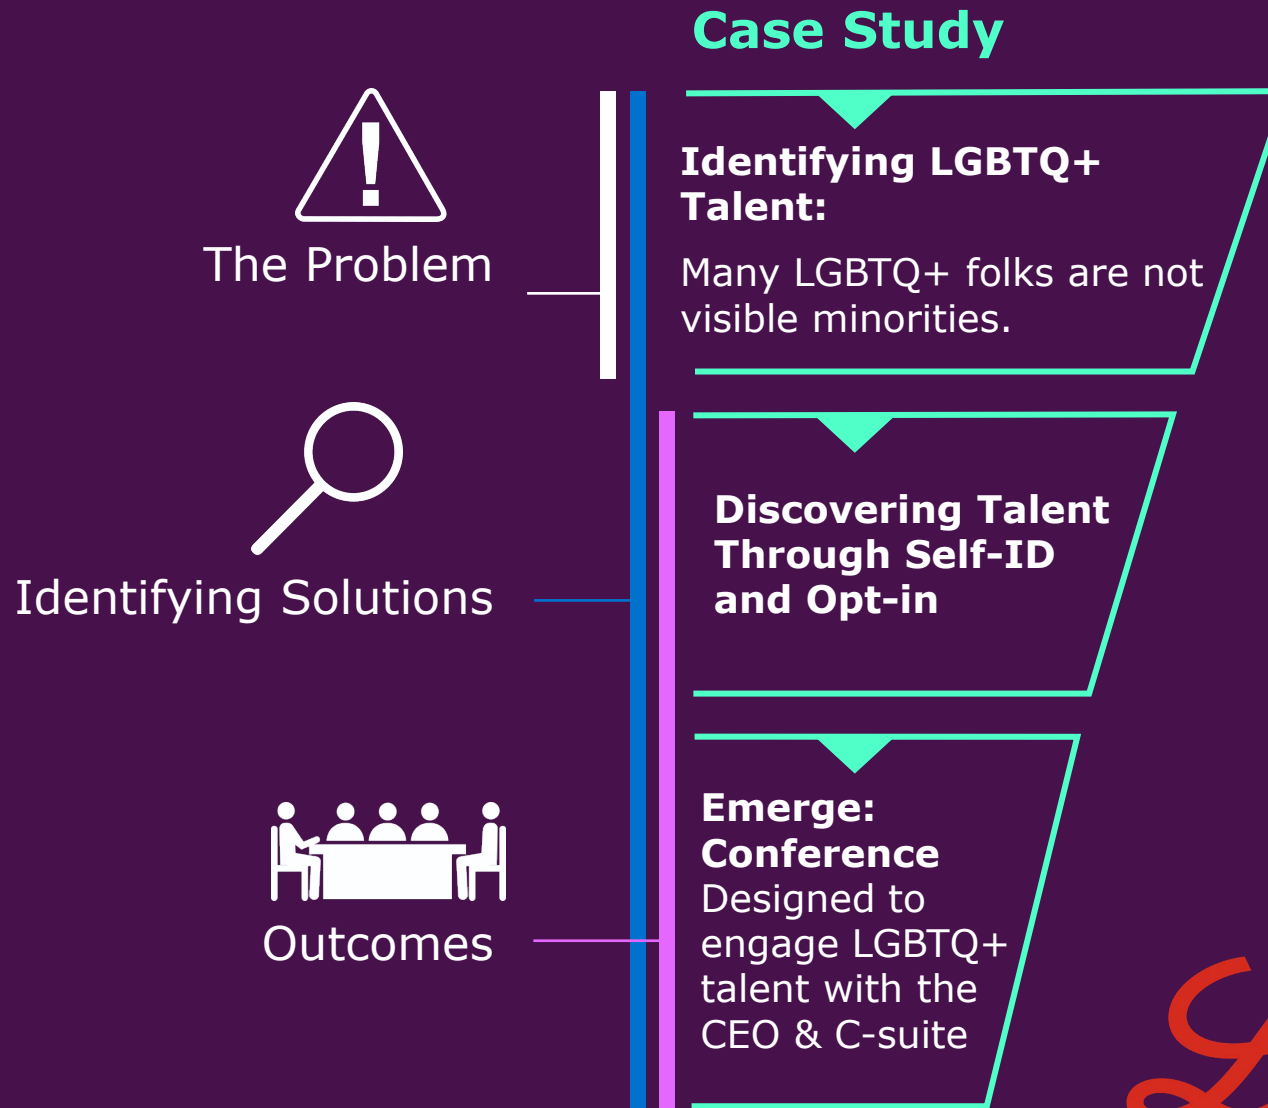 Case Study
The Problem
Identifying LGBTQ+
Talent:
Many LGBTQ+ folks are not
visible minorities.
Identifying Solutions
Discovering Talent
Through Self-ID
and Opt-in
Outcomes
Emerge:
Conference
Designed to
engage LGBTQ+
talent with the
CEO & C-suite